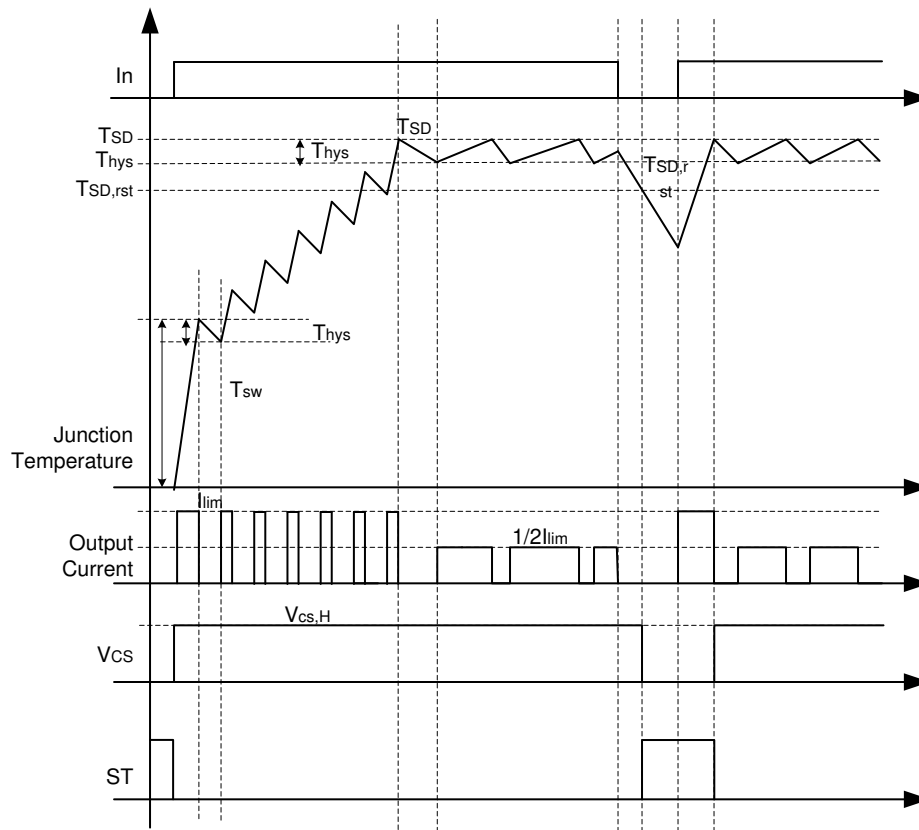 In
TSD
TSD
Thys
Thys
TSD,rst
TSD,r
st
Thys
Tsw
Junction
Temperature
Ilim
Output
Current
1/2Ilim
Vcs,H
VCS
ST